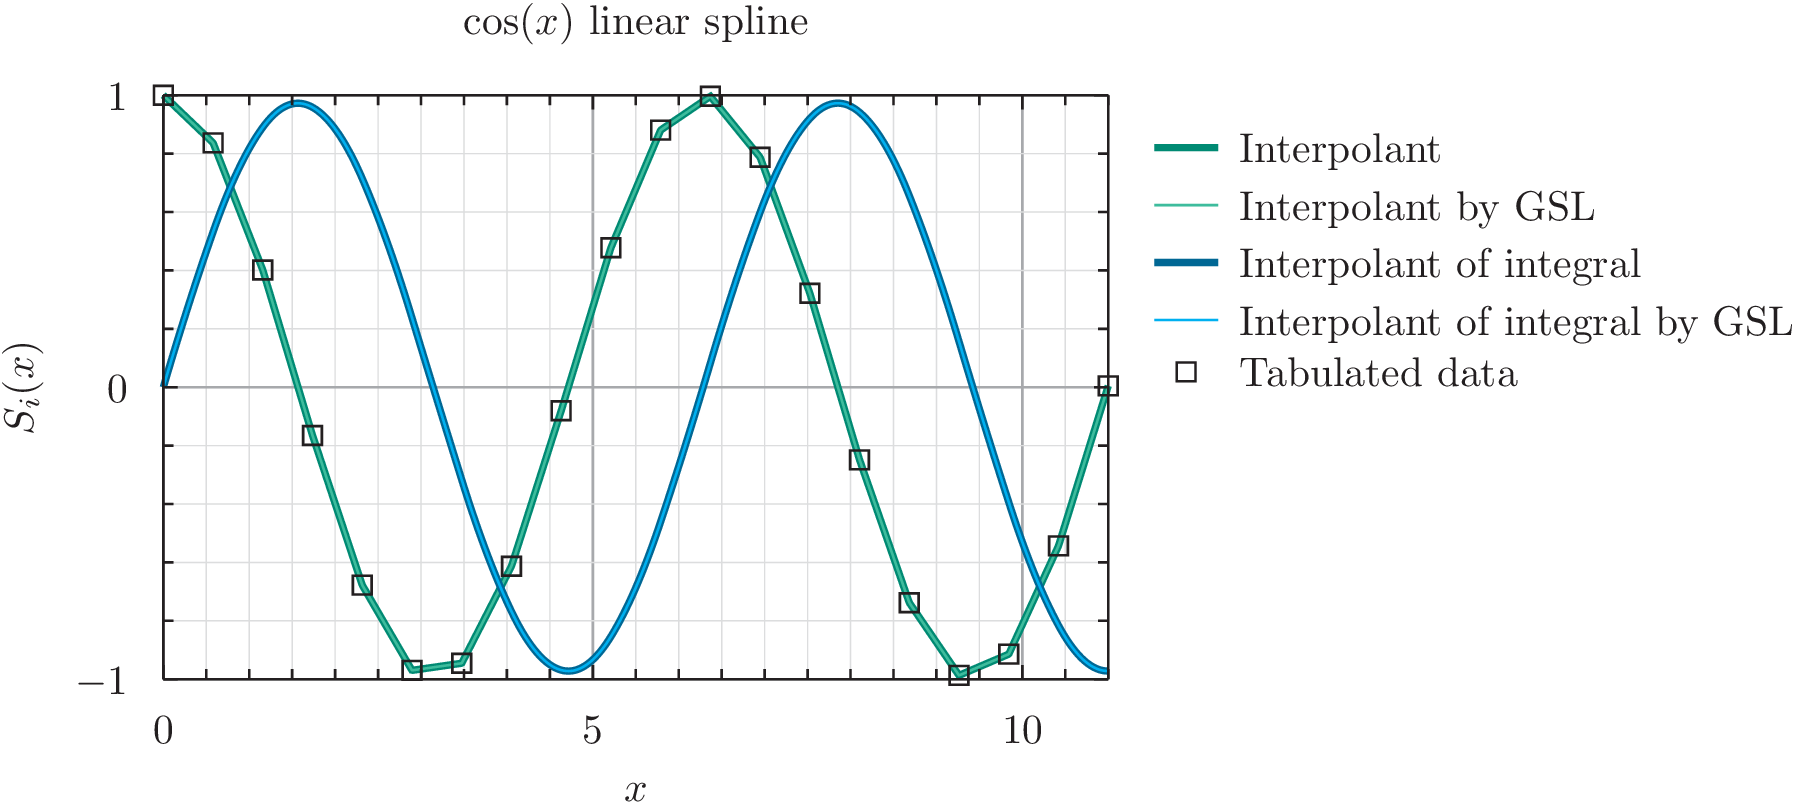 cos(x) linear spline
1
0
−1
S_i(x)
0 5 10
x
Interpolant
Interpolant by GSL
Interpolant of integral
Interpolant of integral by GSL
Tabulated data